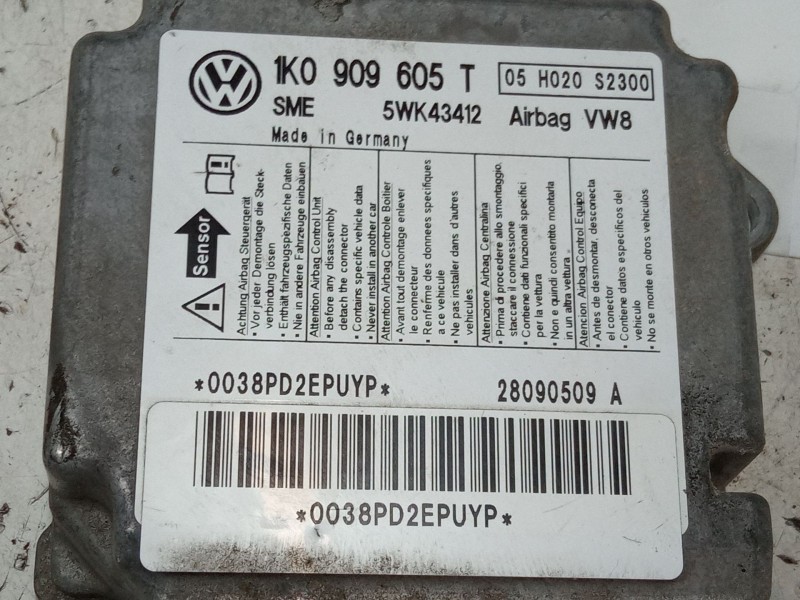 VW
1K0 909 605 T
05 H020 S2300
SME
5WK43412
Airbag VW8
Made in Germany
Sensor
Achtung Airbag Steuergerät
• Vor jeder Demontage die Steck-
verbindung lösen
• Enthält fahrzeugspezifische Daten
• Nie in andere Fahrzeuge einbauen
Attention Airbag Control Unit
• Before any disassembly
detach the connector
• Contains specific vehicle data
• Never install in another car
Attention Airbag Controle Boitier
• Avant tout demontage enlever
le connecteur
• Renferme des donnees specifiques
a ce vehicule
• Ne pas installer dans d'autres
vehicules
Attenzione Airbag Centralina
• Prima di procedere allo smontaggio,
staccare il connessione
• Contiene dati funzionali specifici
per la vettura
• Non e quindi consentito montarla
in un altra vettura
Atencion Airbag Control Equipo
• Antes de desmontar, desconecta
el conector
• Contiene datos especificos del
vehiculo
• No se monte en otros vehiculos
*0038PD2EPUYP*
28090509 A
*0038PD2EPUYP*